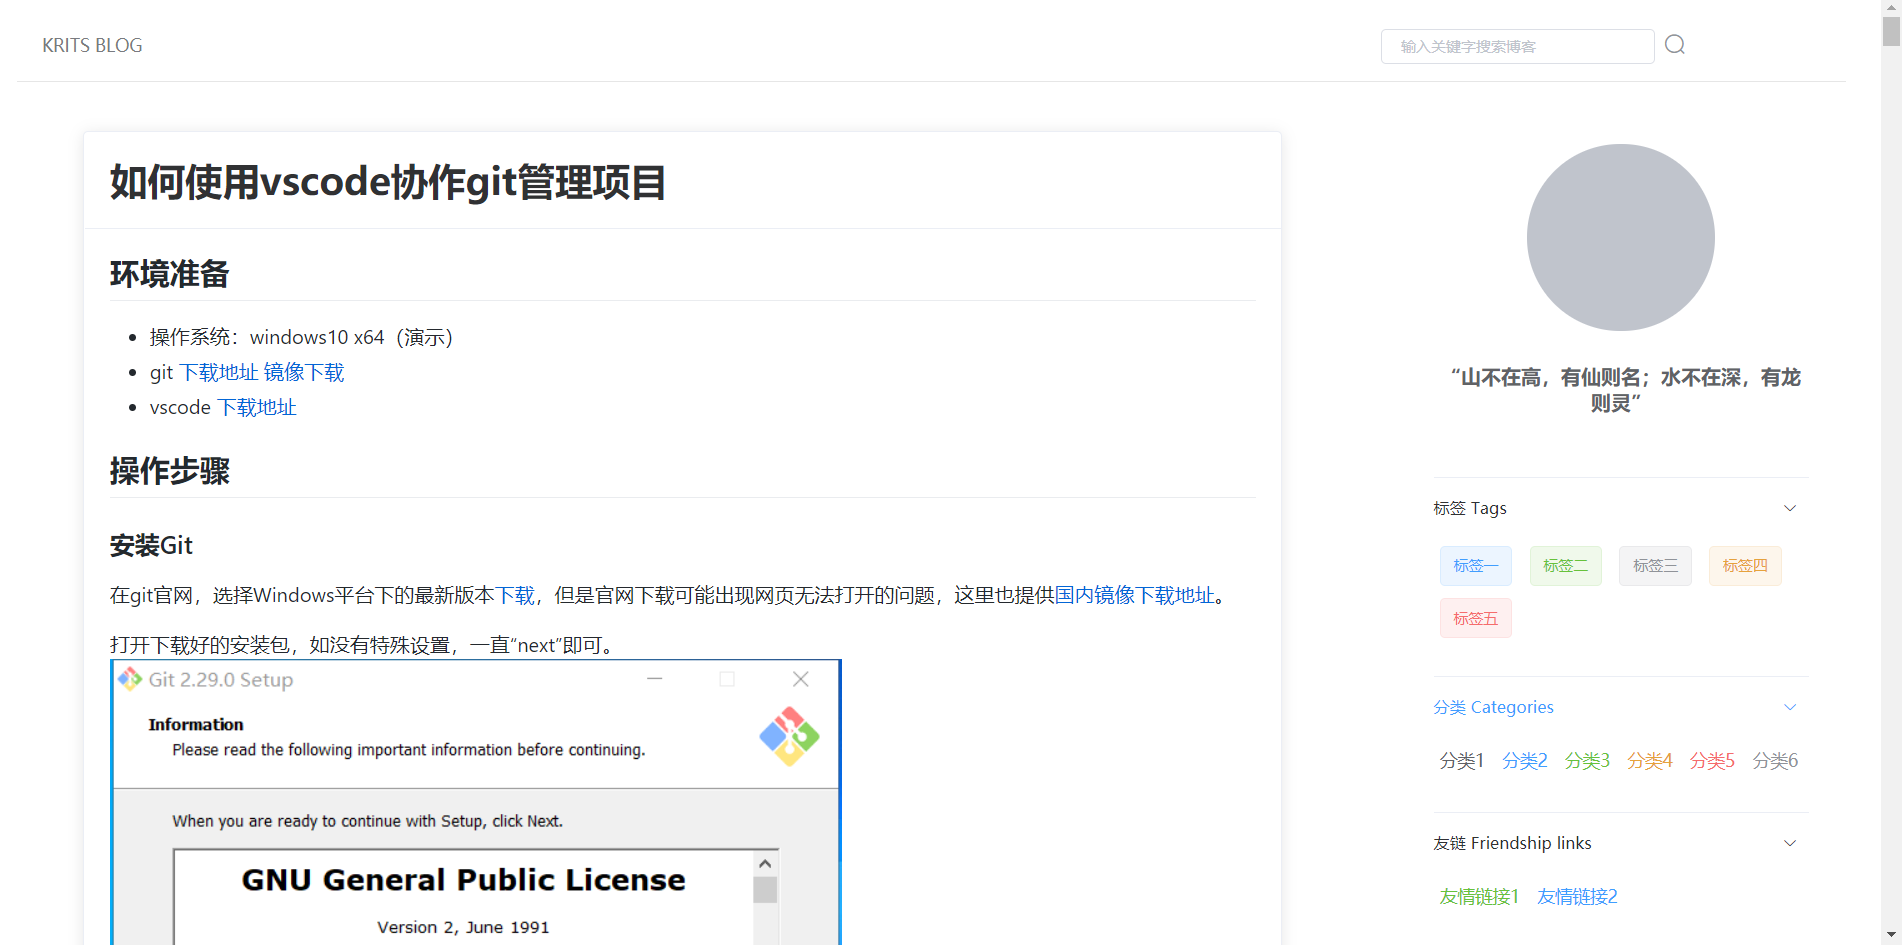 KRITS BLOG
输入关键字搜索博客
如何使用vscode协作git管理项目
环境准备
操作系统：windows10 x64（演示）
git 下载地址 镜像下载
vscode 下载地址
操作步骤
安装Git
在git官网，选择Windows平台下的最新版本下载，但是官网下载可能出现网页无法打开的问题，这里也提供国内镜像下载地址。
打开下载好的安装包，如没有特殊设置，一直“next”即可。
Git 2.29.0 Setup
Information
Please read the following important information before continuing.
When you are ready to continue with Setup, click Next.
GNU General Public License
Version 2, June 1991
“山不在高，有仙则名；水不在深，有龙
则灵”
标签 Tags
标签一 标签二 标签三 标签四
标签五
分类 Categories
分类1 分类2 分类3 分类4 分类5 分类6
友链 Friendship links
友情链接1 友情链接2